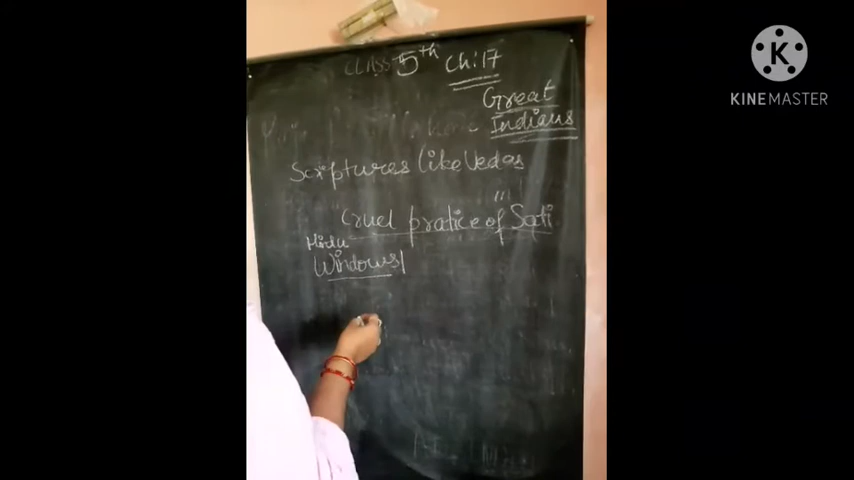 CLASS 5th Ch:17
Great
Indians
Scriptures like Vedas
"'
Cruel pratice of Sati
Hindu
Windows
K
KINEMASTER